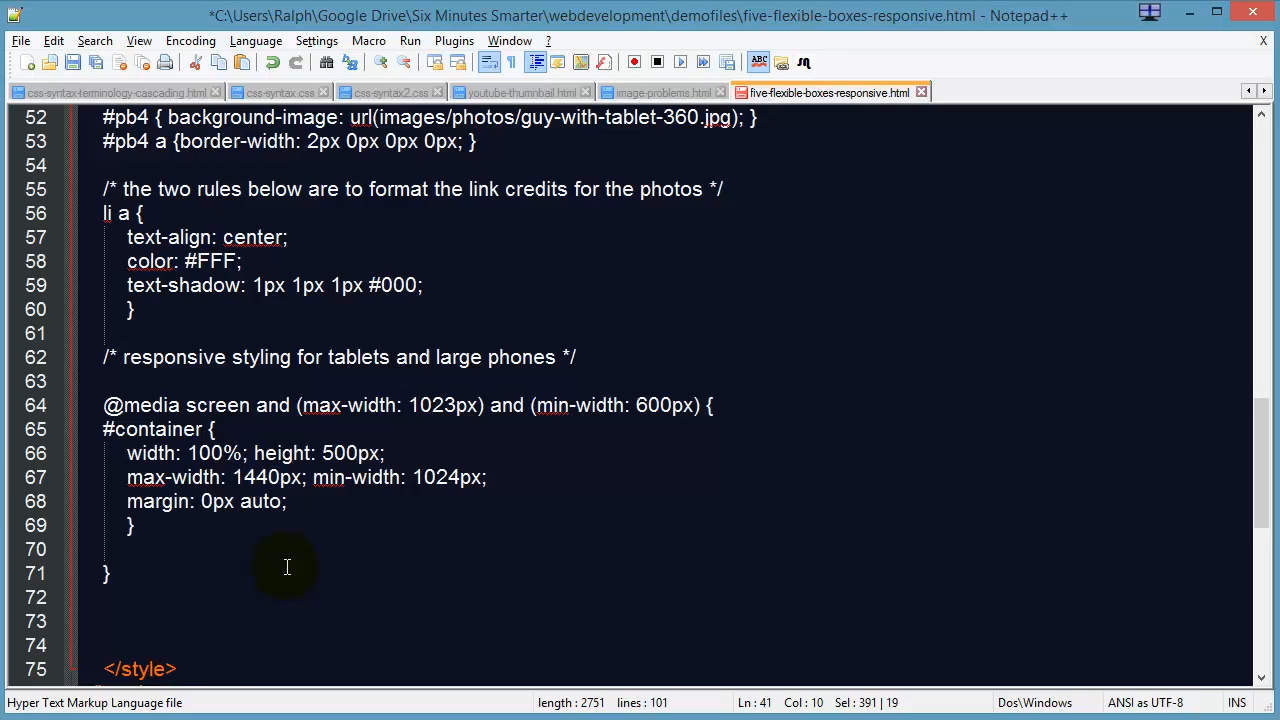 *C:\Users\Ralph\Google Drive\Six Minutes Smarter\webdevelopment\demofiles\five-flexible-boxes-responsive.html - Notepad++
File Edit Search View Encoding Language Settings Macro Run Plugins Window ? X
css-syntax-terminology-cascading.html css-syntax.css css-syntax2.css youtube-thumbnail.html image-problems.html five-flexible-boxes-responsive.html
52 #pb4 { background-image: url(images/photos/guy-with-tablet-360.jpg); }
53 #pb4 a {border-width: 2px 0px 0px 0px; }
54
55 /* the two rules below are to format the link credits for the photos */
56 li a {
57 text-align: center;
58 color: #FFF;
59 text-shadow: 1px 1px 1px #000;
60 }
61
62 /* responsive styling for tablets and large phones */
63
64 @media screen and (max-width: 1023px) and (min-width: 600px) {
65 #container {
66 width: 100%; height: 500px;
67 max-width: 1440px; min-width: 1024px;
68 margin: 0px auto;
69 }
70
71 }
72
73
74
75 </style>
Hyper Text Markup Language file length : 2751 lines : 101 Ln : 41 Col : 10 Sel : 391 | 19 Dos\Windows ANSI as UTF-8 INS